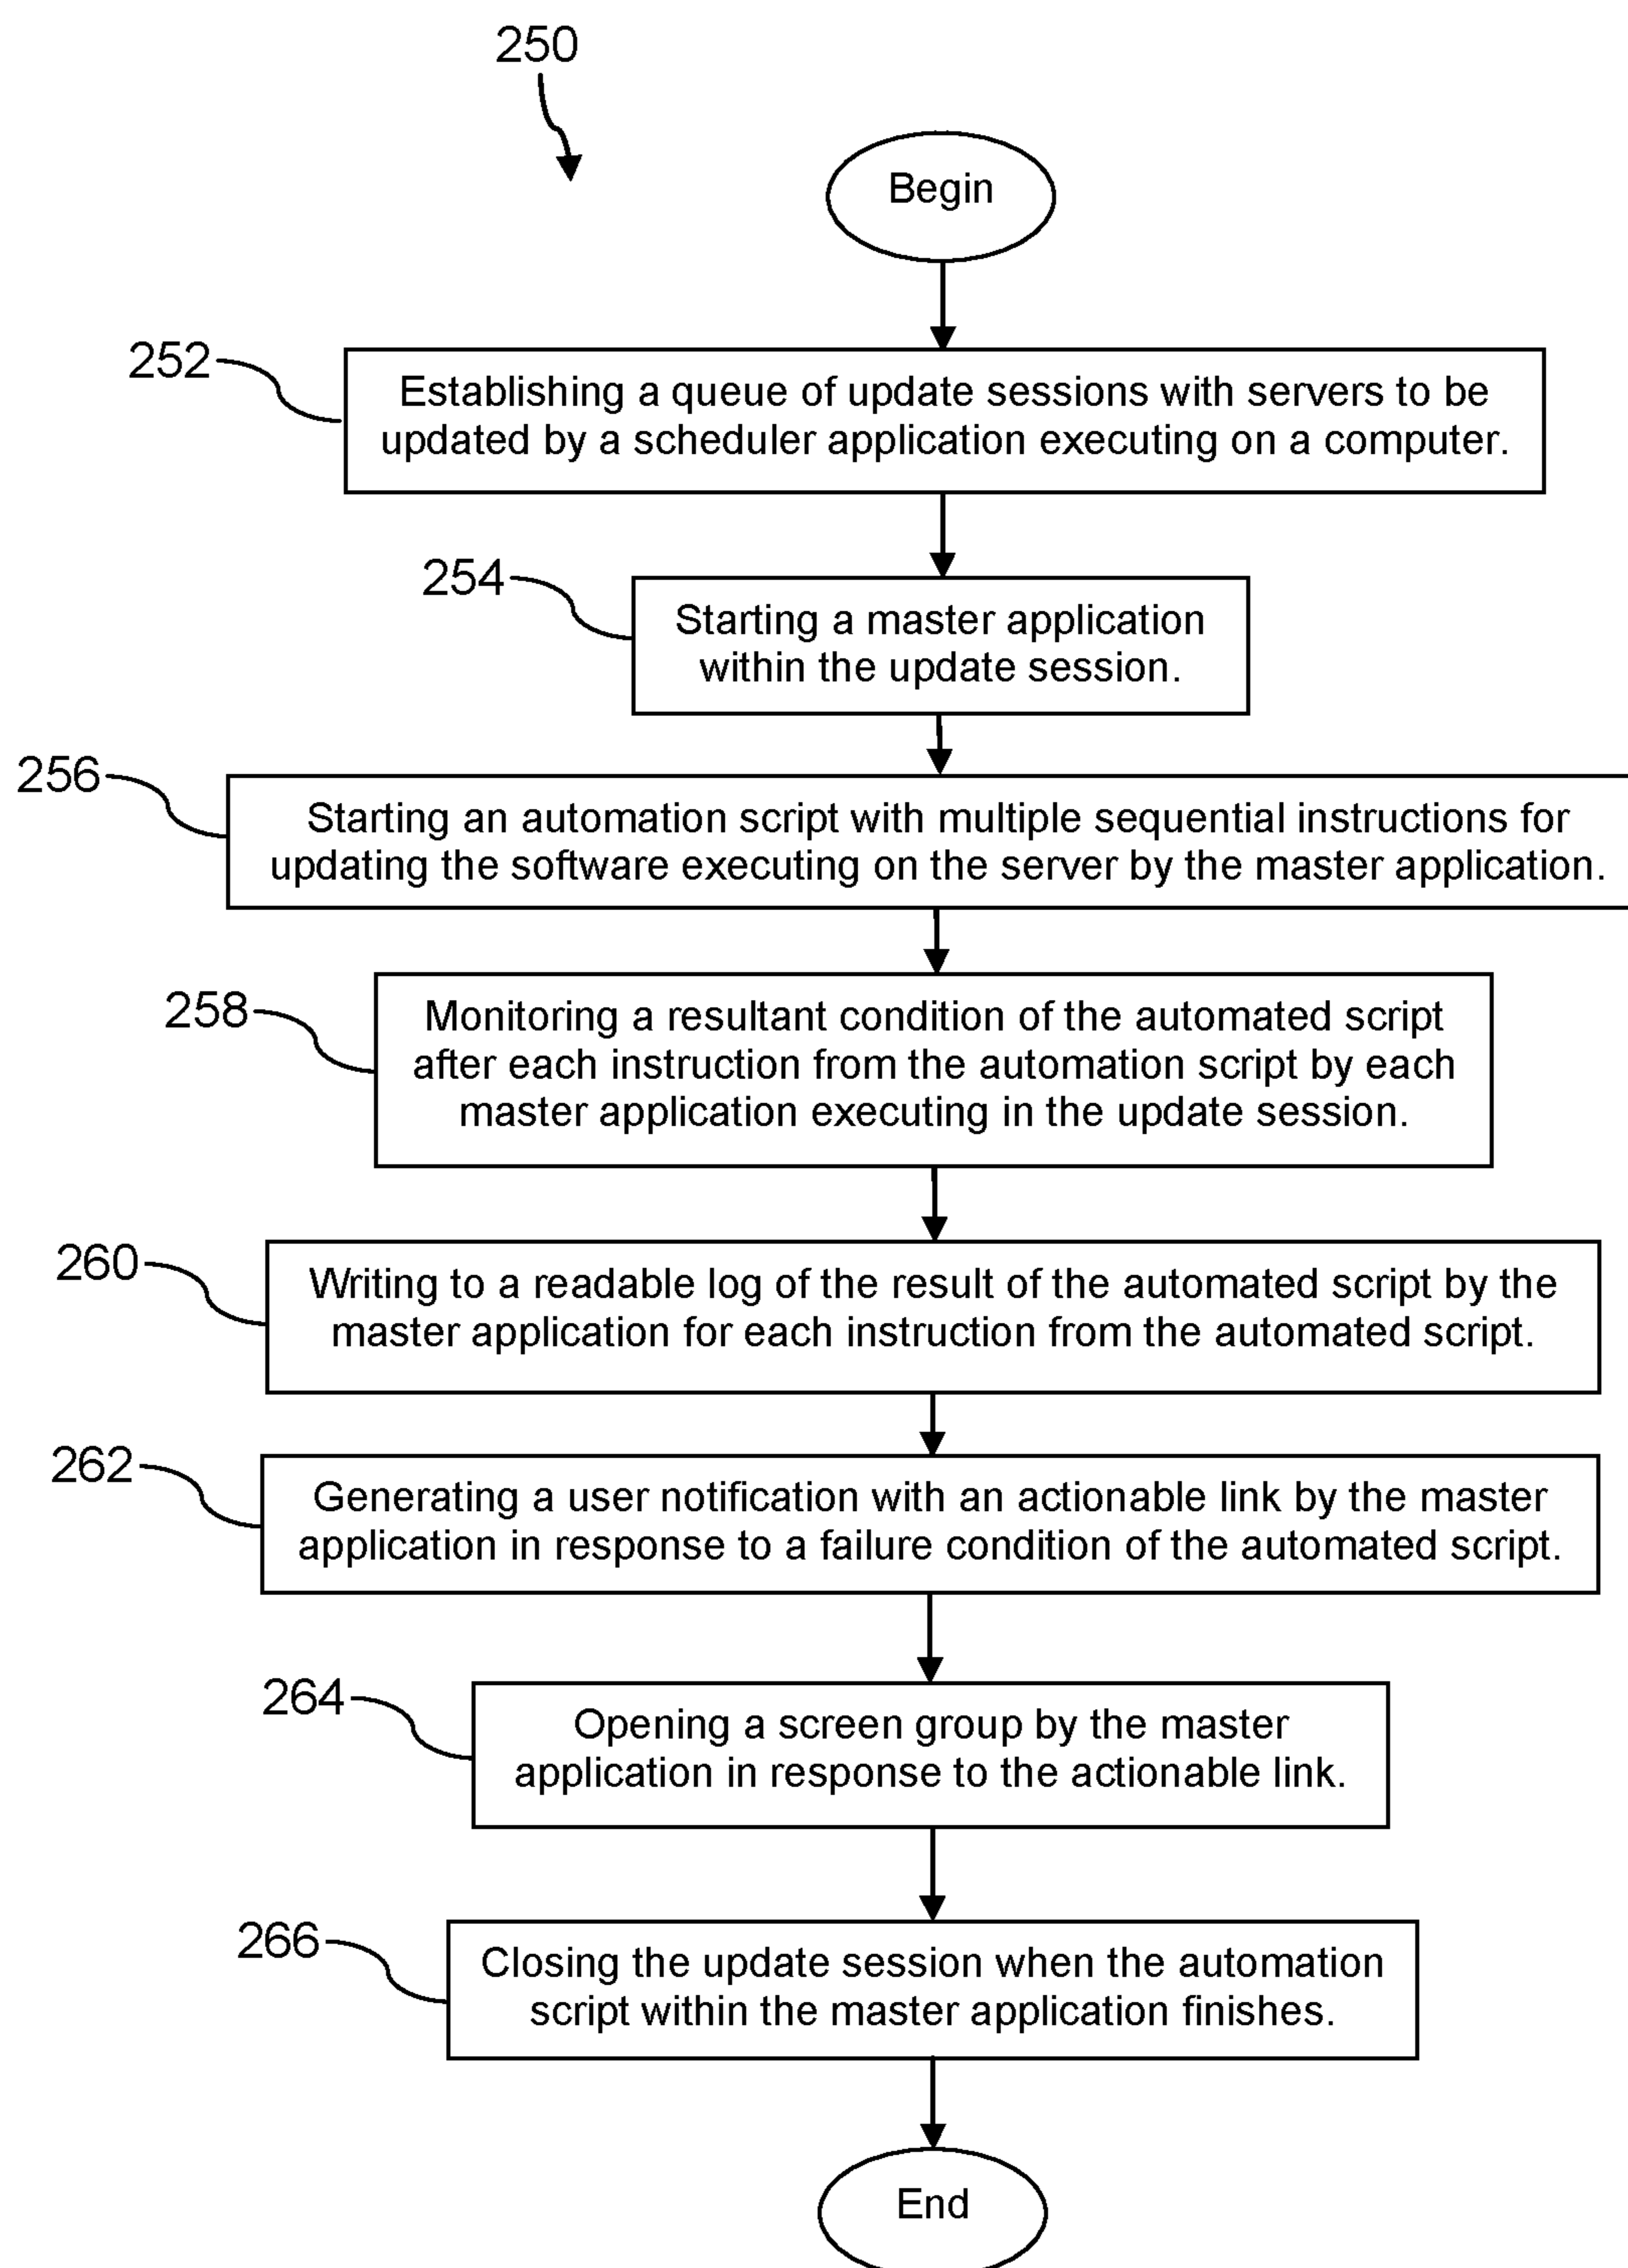 250
Begin
252
Establishing a queue of update sessions with servers to be
updated by a scheduler application executing on a computer.
254
Starting a master application
within the update session.
256
Starting an automation script with multiple sequential instructions for
updating the software executing on the server by the master application.
258
Monitoring a resultant condition of the automated script
after each instruction from the automation script by each
master application executing in the update session.
260
Writing to a readable log of the result of the automated script by the
master application for each instruction from the automated script.
262
Generating a user notification with an actionable link by the master
application in response to a failure condition of the automated script.
264
Opening a screen group by the master
application in response to the actionable link.
266
Closing the update session when the automation
script within the master application finishes.
End